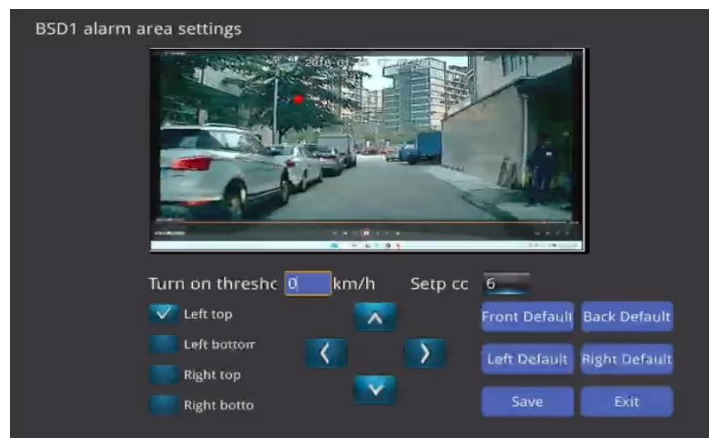 BSD1 alarm area settings
Turn on threshc 0 km/h Setp cc 6
Left top
Left bottorr
Right top
Right botto
Front Default Back Default
Left Default Right Default
Save Exit